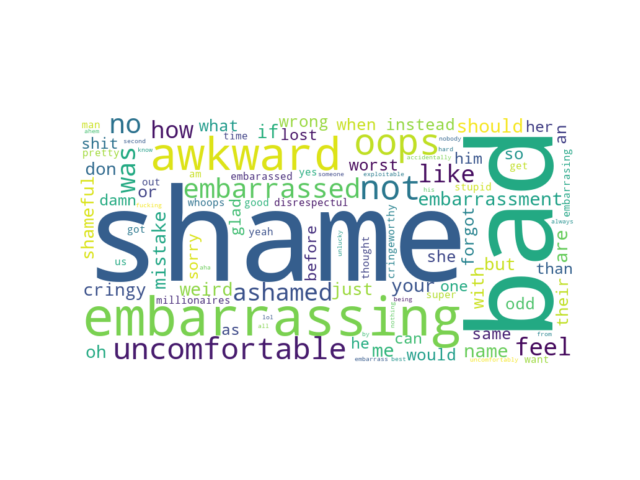 man no how what if wrong when instead should her an
ahem time lost oops nobody
shit pretty was awkward worst him so get
second know accidentally hard
don or out am embarassed yes someone exploitable like his stupid
embarrassed not embarrassment embarrasing
shameful damn whoops good disrespectul always
fucking glad
shame bad
got yeah before thought cringeworthy forgot are
us mistake sorry aha unlucky she but than
cringy weird ashamed just your one with odd their
millionaires being super
embarrassing nothing
lol as all he can same
oh uncomfortable me would name feel
by embarrass best uncomfortably from want